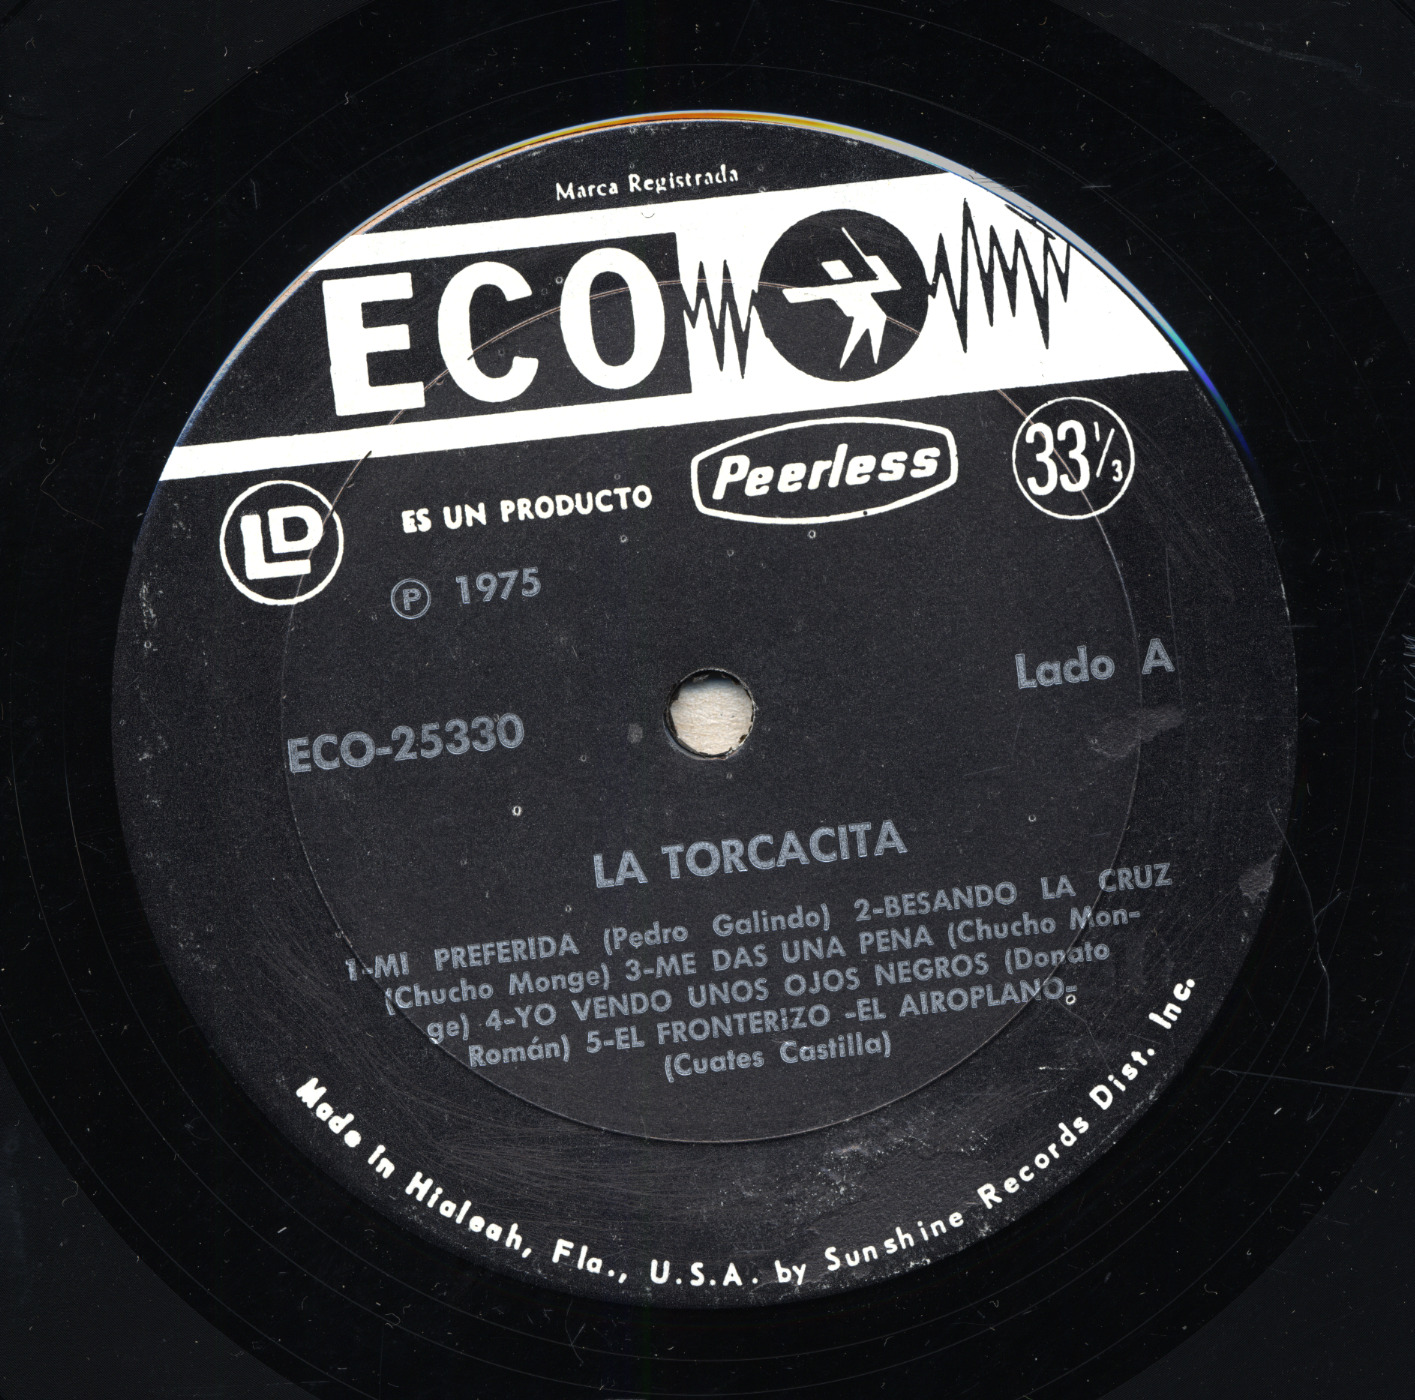 Marca Registrada
ECO
LD
ES UN PRODUCTO
Peerless
33 1/3
Ⓟ 1975
Lado A
ECO-25330
LA TORCACITA
1-MI PREFERIDA (Pedro Galindo) 2-BESANDO LA CRUZ
(Chucho Monge) 3-ME DAS UNA PENA (Chucho Mon-
ge) 4-YO VENDO UNOS OJOS NEGROS (Donato
Román) 5-EL FRONTERIZO -EL AIROPLANO-
(Cuates Castilla)
Made in Hialeah, Fla., U.S.A. by Sunshine Records Dist. Inc.